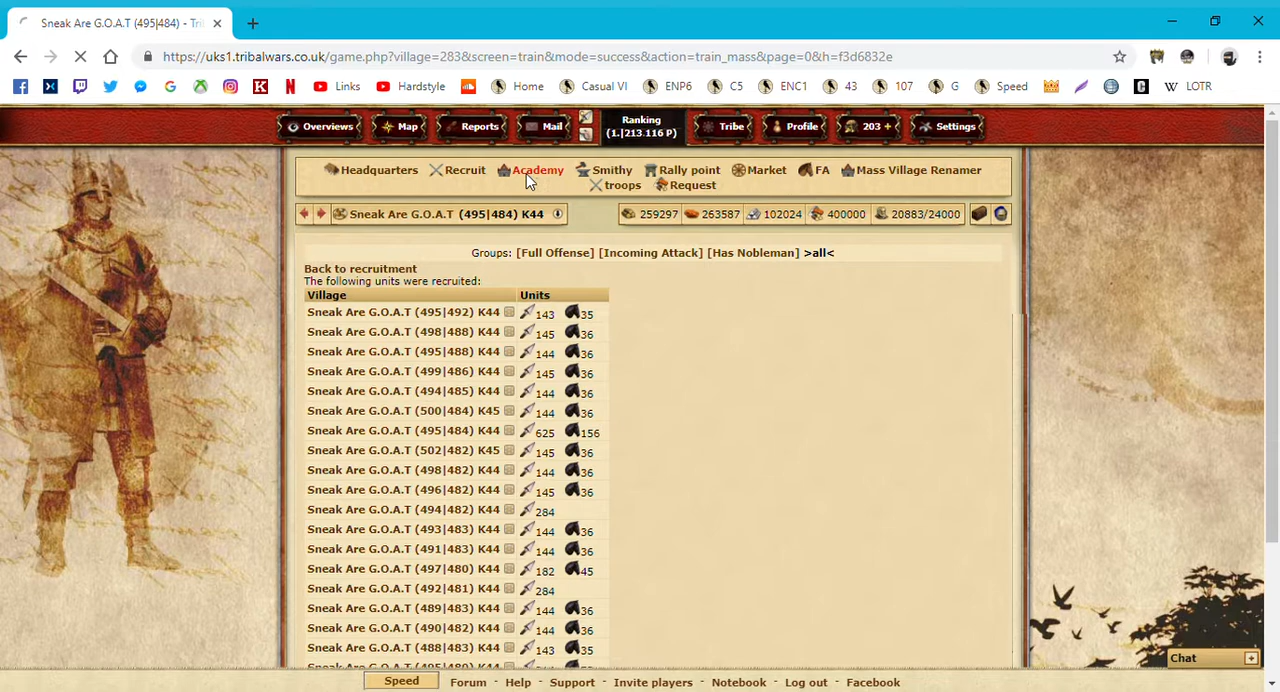 Sneak Are G.O.A.T (495|484) - Tri
https://uks1.tribalwars.co.uk/game.php?village=283&screen=train&mode=success&action=train_mass&page=0&h=f3d6832e
Links Hardstyle Home Casual VI ENP6 C5 ENC1 43 107 G Speed LOTR
Overviews Map Reports Mail Ranking (1.|213.116 P) Tribe Profile 203 + Settings
Headquarters Recruit Academy Smithy Rally point Market FA Mass Village Renamer
troops Request
Sneak Are G.O.A.T (495|484) K44 259297 263587 102024 400000 20883/24000
Groups: [Full Offense] [Incoming Attack] [Has Nobleman] >all<
Back to recruitment
The following units were recruited:
Village Units
Sneak Are G.O.A.T (495|492) K44 143 35
Sneak Are G.O.A.T (498|488) K44 145 36
Sneak Are G.O.A.T (495|488) K44 144 36
Sneak Are G.O.A.T (499|486) K44 145 36
Sneak Are G.O.A.T (494|485) K44 144 36
Sneak Are G.O.A.T (500|484) K45 144 36
Sneak Are G.O.A.T (495|484) K44 625 156
Sneak Are G.O.A.T (502|482) K45 145 36
Sneak Are G.O.A.T (498|482) K44 144 36
Sneak Are G.O.A.T (496|482) K44 145 36
Sneak Are G.O.A.T (494|482) K44 284
Sneak Are G.O.A.T (493|483) K44 144 36
Sneak Are G.O.A.T (491|483) K44 144 36
Sneak Are G.O.A.T (497|480) K44 182 45
Sneak Are G.O.A.T (492|481) K44 284
Sneak Are G.O.A.T (489|483) K44 144 36
Sneak Are G.O.A.T (490|482) K44 144 36
Sneak Are G.O.A.T (488|483) K44 143 35
Chat
Speed Forum - Help - Support - Invite players - Notebook - Log out - Facebook